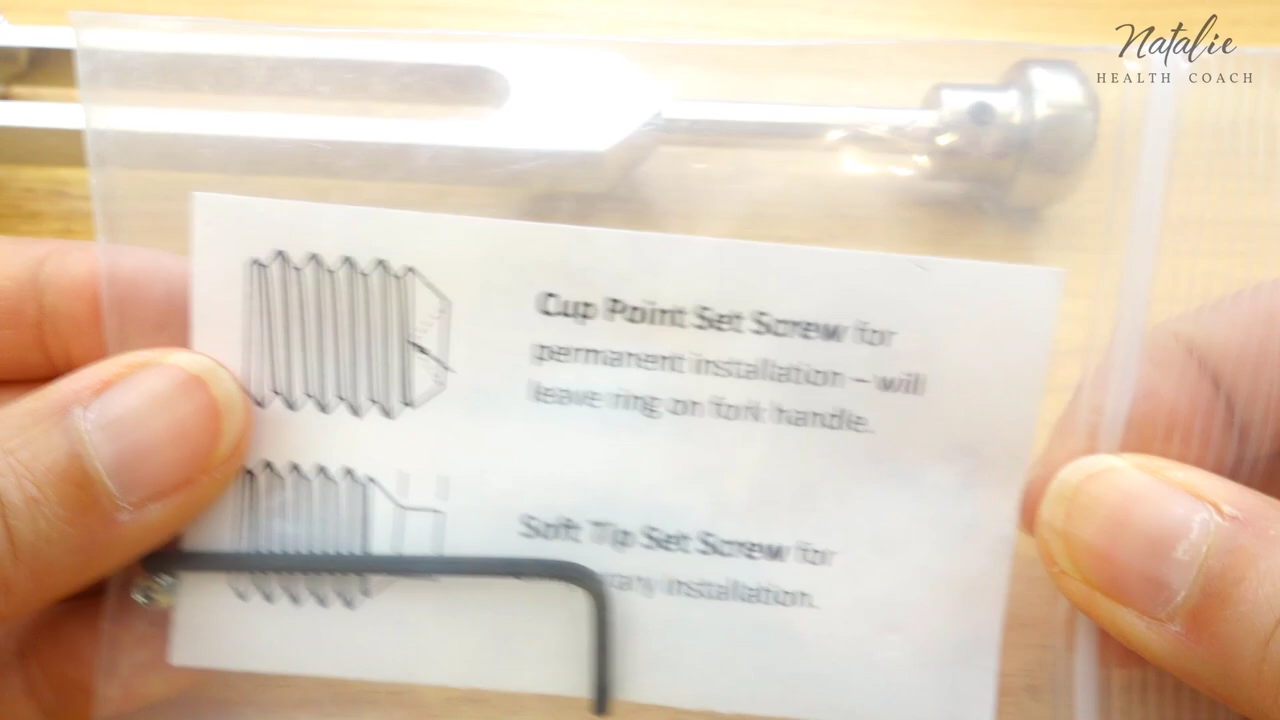 Natalie
HEALTH COACH
Cup Point Set Screw for
permanent installation – will
leave ring on fork handle.
Soft Tip Set Screw for
installation.